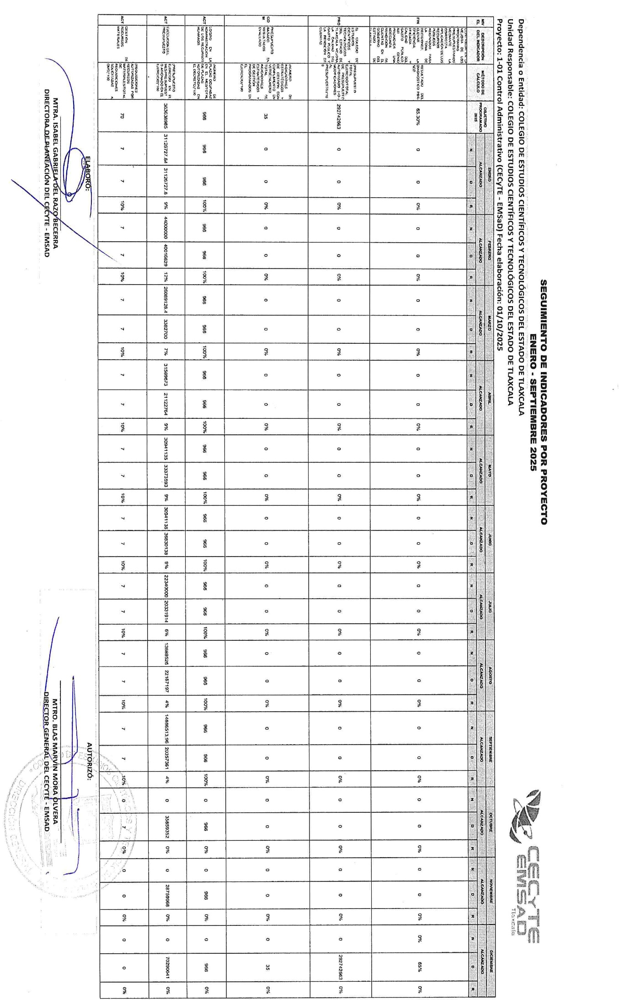 SEGUIMIENTO DE INDICADORES POR PROYECTO
ENERO - SEPTIEMBRE 2025
CECyTE
EMSAD
Tlaxcala
Dependencia o Entidad: COLEGIO DE ESTUDIOS CIENTÍFICOS Y TECNOLÓGICOS DEL ESTADO DE TLAXCALA
Unidad Responsable: COLEGIO DE ESTUDIOS CIENTÍFICOS Y TECNOLÓGICOS DEL ESTADO DE TLAXCALA
Proyecto: 1-01 Control Administrativo (CECyTE - EMSaD) Fecha elaboración: 01/10/2025
NIVEL DESCRIPCIÓN DEL INDICADOR MÉTODO DE CÁLCULO OBJETIVO PROGRAMADO 2025 ENERO FEBRERO MARZO ABRIL MAYO JUNIO JULIO AGOSTO SEPTIEMBRE OCTUBRE NOVIEMBRE DICIEMBRE
ALCANZADO ALCANZADO ALCANZADO ALCANZADO ALCANZADO ALCANZADO ALCANZADO ALCANZADO ALCANZADO ALCANZADO ALCANZADO ALCANZADO
N D R N D R N D R N D R N D R N D R N D R N D R N D R N D R N D R N D R
FIN
MEJORA DE LOS
PROGRAMAS
PRESUPUESTARIOS
MEDIANTE LA
CORRECTA
APLICACIÓN DE LOS
RECURSOS
PÚBLICOS
ASIGNADOS PARA
LA TOMA DE
DECISIONES,
ELEVAR LA
EFICIENCIA,
EFICACIA Y
CALIDAD DEL
GASTO PÚBLICO
ASÍ COMO
PROMOVER UNA
ADECUADA
RENDICIÓN DE
CUENTAS EN EL
GOBIERNO DEL
ESTADO DE
RESULTADO DEL
DIAGNOSTICO PBR-
SED
65.30% 0 0 0% 0 0 0% 0 0 0% 0 0 0% 0 0 0% 0 0 0% 0 0 0% 0 0 0% 0 0 0% 0 0 0% 0 0 0% 0% 65% 0%
PRO
EL COLEGIO DE
ESTUDIOS
CIENTÍFICOS Y
TECNOLÓGICOS
DEL ESTADO DE
TLAXCALA MEJORA
LA CALIDAD DEL
GASTO PÚBLICO Y
LA RENDICIÓN DE
CUENTAS
(PRESUPUESTO
TOTAL
EJERCIDO/TOTAL
DE PRESUPUESTO
AUTORIZADO (+O-)
MODIFICACIONES
AL
PRESUPUESTO)*10
0
292742663 0 0 0% 0 0 0% 0 0 0% 0 0 0% 0 0 0% 0 0 0% 0 0 0% 0 0 0% 0 0 0% 0 0 0% 0 0 0% 0 292742663 0%
COM
PRESUPUESTO
BASADO EN
RESULTADOS
EVALUADO
(NÚMERO DE
INDICADORES
ESTRATÉGICOS Y
DE GESTIÓN CON
CUMPLIMIENTO EN
VERDE/NÚMERO
TOTAL DE
INDICADORES
ESTRATÉGICOS Y
DE GESTIÓN
PROGRAMADOS EN
EL
EJERCICIO)*100
35 0 0 0% 0 0 0% 0 0 0% 0 0 0% 0 0 0% 0 0 0% 0 0 0% 0 0 0% 0 0 0% 0 0 0% 0 0 0% 0 35 0%
ACT
LOGRO EN LA
ADMINISTRACIÓN
DE LOS RECURSOS
HUMANOS
(NÚMERO DE
PLAZAS OCUPADAS
EN EL MES/TOTAL
DE PLAZAS
AUTORIZADAS EN
EL DECRETO)*100
966 966 966 100% 966 966 100% 966 966 100% 966 966 100% 966 966 100% 966 966 100% 966 966 100% 966 966 100% 966 966 100% 0 966 0% 0 966 0% 0 966 0%
ACT
EJECUCIÓN DEL
PRESUPUESTO
(PRESUPUESTO
EJERCIDO EN EL
MES/PRESUPUEST
O ASIGNADO EN EL
EJERCICIO)*100
363638985 31126727.84 31126727.8 9% 44000000 40016629 12% 26089126.4 3382700 7% 31569673 21122764 9% 30941135 33373593 9% 30941135 36830138 9% 22340000 20331914 6% 13889526 22187197 4% 14686513.96 20357361 4% 0 35859352 0% 0 28759968 0% 0 70290641 0%
ACT
GESTIÓN DE
RECURSOS
MATERIALES
(REQUISICIONES
AUTORIZADAS POR
RECURSOS
MATERIALES/TOTAL
DE
REQUISICIONES
SOLICITADAS A
OMG)*100
70 7 7 10% 7 7 10% 7 7 10% 7 7 10% 7 7 10% 7 7 10% 7 7 10% 7 7 10% 7 7 10% 0 7 0% 0 0 0% 0 0 0%
ELABORÓ:
MTRA. ISABEL GABRIELA DEL RAZO BECERRA
DIRECTORA DE PLANEACIÓN DEL CECYTE - EMSAD
AUTORIZÓ:
MTRO. BLAS MARVIN MORA OLVERA
DIRECTOR GENERAL DEL CECYTE - EMSAD